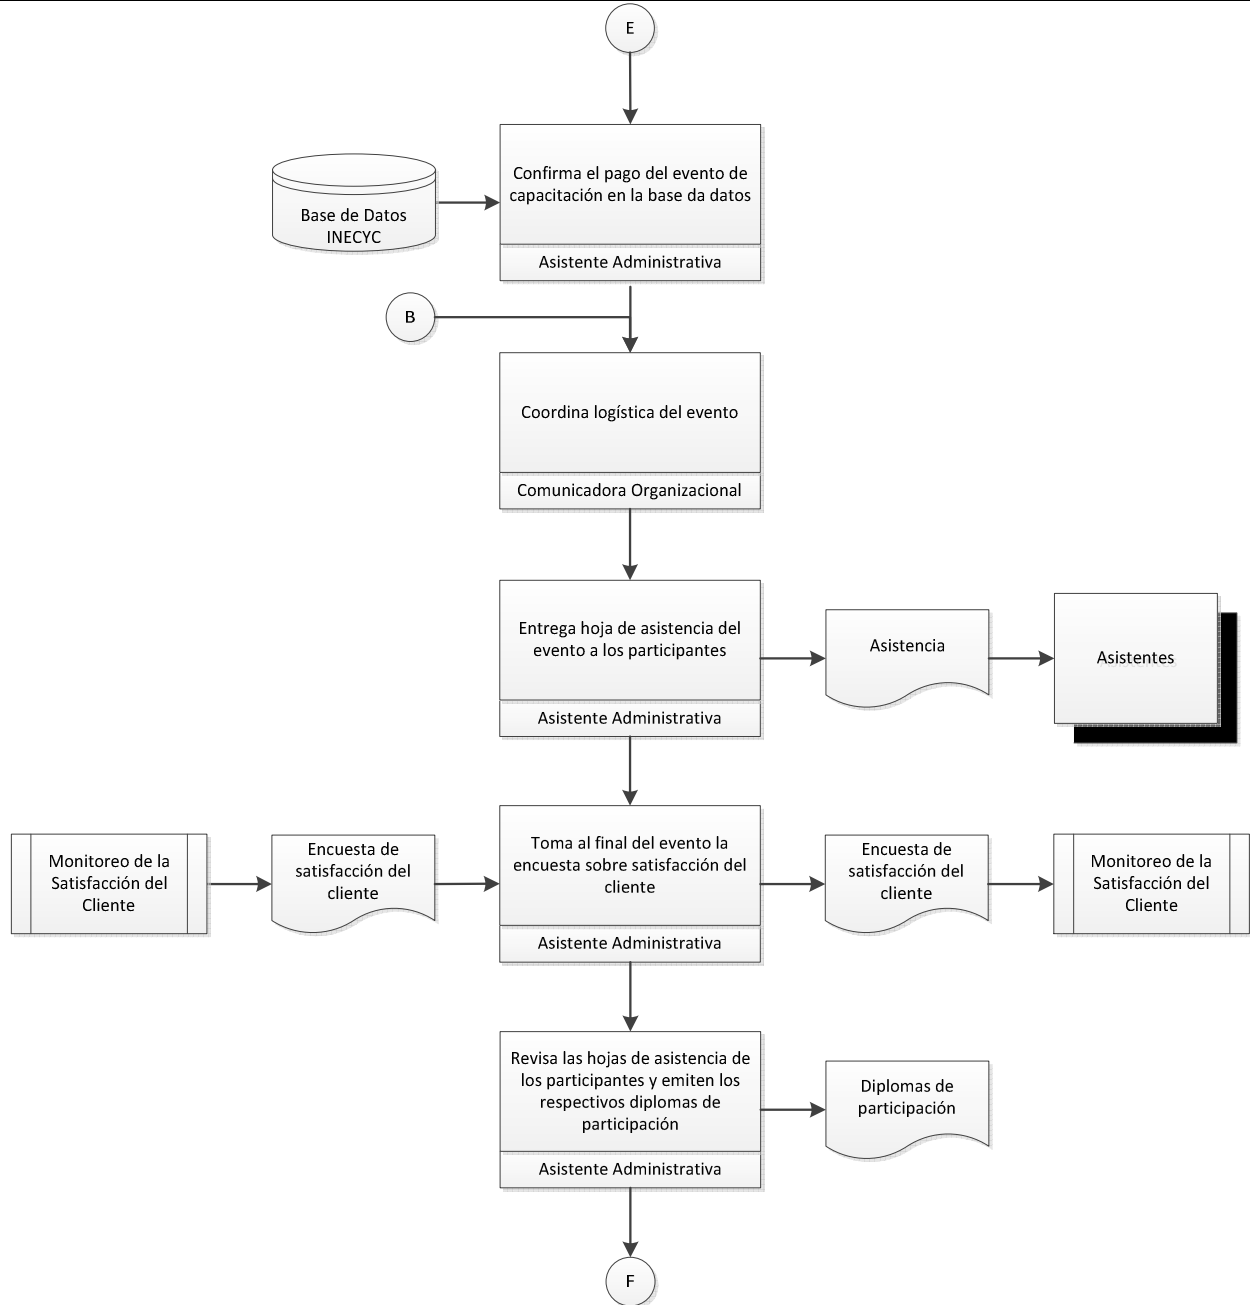 E
Confirma el pago del evento de
capacitación en la base da datos
Asistente Administrativa
Base de Datos
INECYC
B
Coordina logística del evento
Comunicadora Organizacional
Entrega hoja de asistencia del
evento a los participantes
Asistente Administrativa
Asistencia
Asistentes
Monitoreo de la
Satisfacción del
Cliente
Encuesta de
satisfacción del
cliente
Toma al final del evento la
encuesta sobre satisfacción del
cliente
Asistente Administrativa
Encuesta de
satisfacción del
cliente
Monitoreo de la
Satisfacción del
Cliente
Revisa las hojas de asistencia de
los participantes y emiten los
respectivos diplomas de
participación
Asistente Administrativa
Diplomas de
participación
F